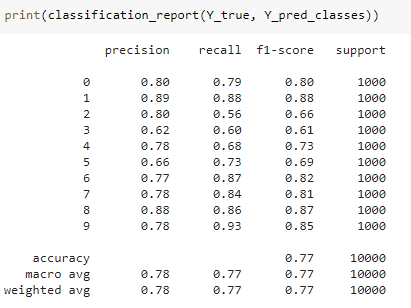 print(classification_report(Y_true, Y_pred_classes))
precision recall f1-score support
0 0.80 0.79 0.80 1000
1 0.89 0.88 0.88 1000
2 0.80 0.56 0.66 1000
3 0.62 0.60 0.61 1000
4 0.78 0.68 0.73 1000
5 0.66 0.73 0.69 1000
6 0.77 0.87 0.82 1000
7 0.78 0.84 0.81 1000
8 0.88 0.86 0.87 1000
9 0.78 0.93 0.85 1000
accuracy 0.77 10000
macro avg 0.78 0.77 0.77 10000
weighted avg 0.78 0.77 0.77 10000